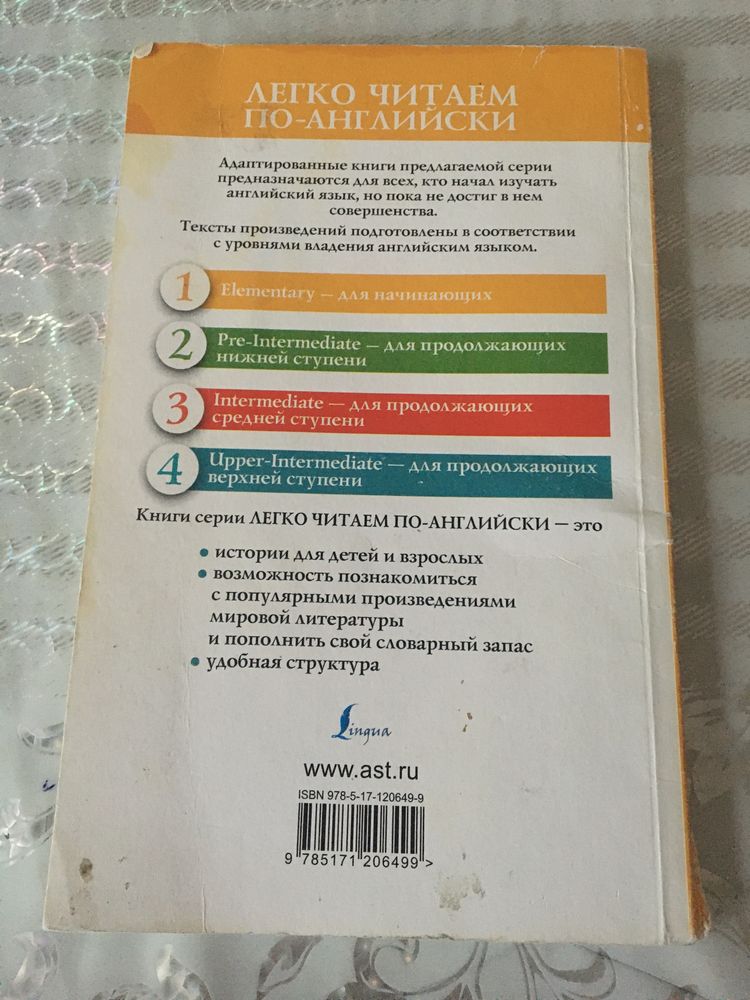 ЛЕГКО ЧИТАЕМ
ПО-АНГЛИЙСКИ
Адаптированные книги предлагаемой серии
предназначаются для всех, кто начал изучать
английский язык, но пока не достиг в нем
совершенства.
Тексты произведений подготовлены в соответствии
с уровнями владения английским языком.
1 Elementary — для начинающих
2 Pre-Intermediate — для продолжающих
нижней ступени
3 Intermediate — для продолжающих
средней ступени
4 Upper-Intermediate — для продолжающих
верхней ступени
Книги серии ЛЕГКО ЧИТАЕМ ПО-АНГЛИЙСКИ — это
• истории для детей и взрослых
• возможность познакомиться
с популярными произведениями
мировой литературы
и пополнить свой словарный запас
• удобная структура
Lingua
www.ast.ru
ISBN 978-5-17-120649-9
9 785171 206499 >